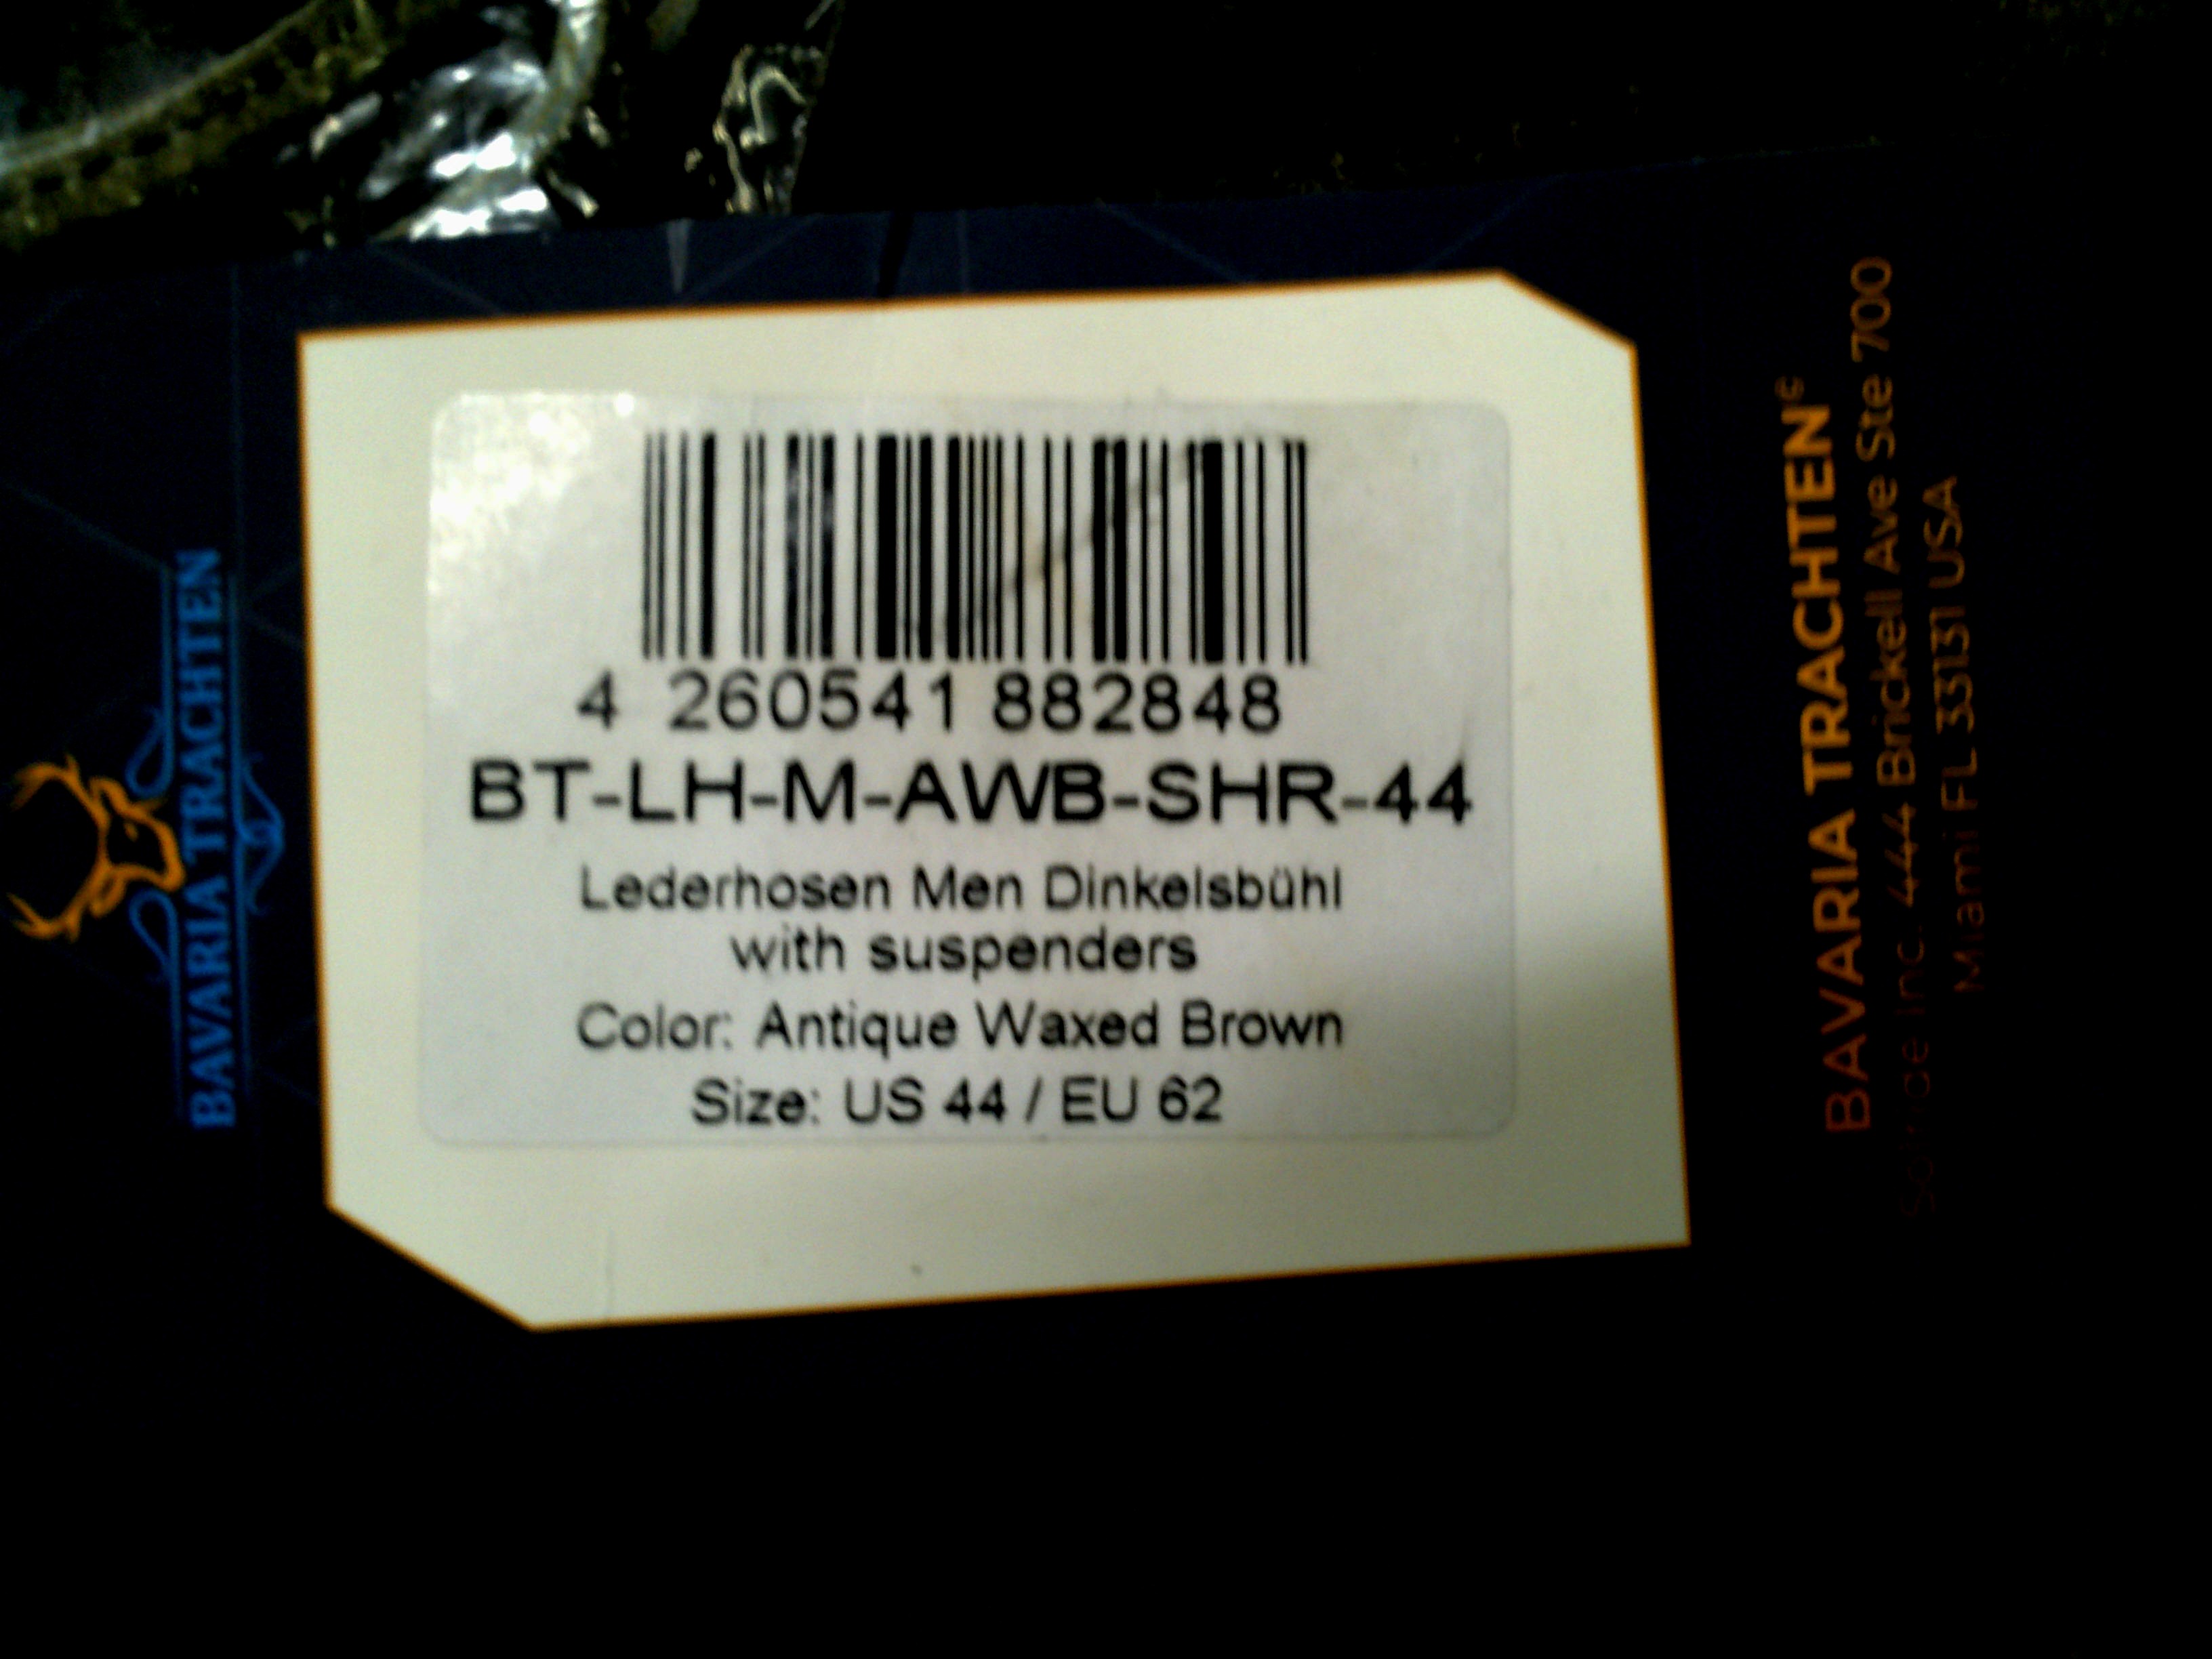 4 260541 882848
BT-LH-M-AWB-SHR-44
Lederhosen Men Dinkelsbühl
with suspenders
Color: Antique Waxed Brown
Size: US 44 / EU 62
BAVARIA TRACHTEN
BAVARIA TRACHTEN©
Inc. 444 Brickell Ave Ste 700
Miami FL 33131 USA